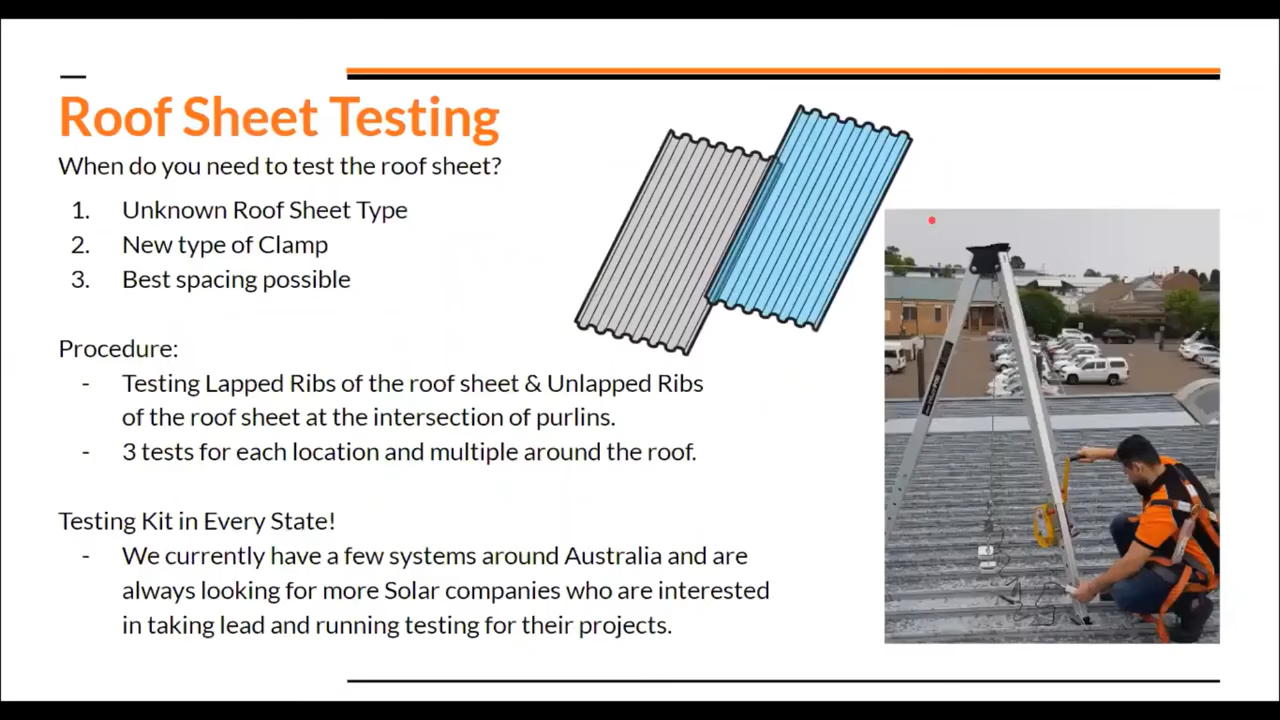 Roof Sheet Testing
When do you need to test the roof sheet?
1. Unknown Roof Sheet Type
2. New type of Clamp
3. Best spacing possible
Procedure:
- Testing Lapped Ribs of the roof sheet & Unlapped Ribs
of the roof sheet at the intersection of purlins.
- 3 tests for each location and multiple around the roof.
Testing Kit in Every State!
- We currently have a few systems around Australia and are
always looking for more Solar companies who are interested
in taking lead and running testing for their projects.